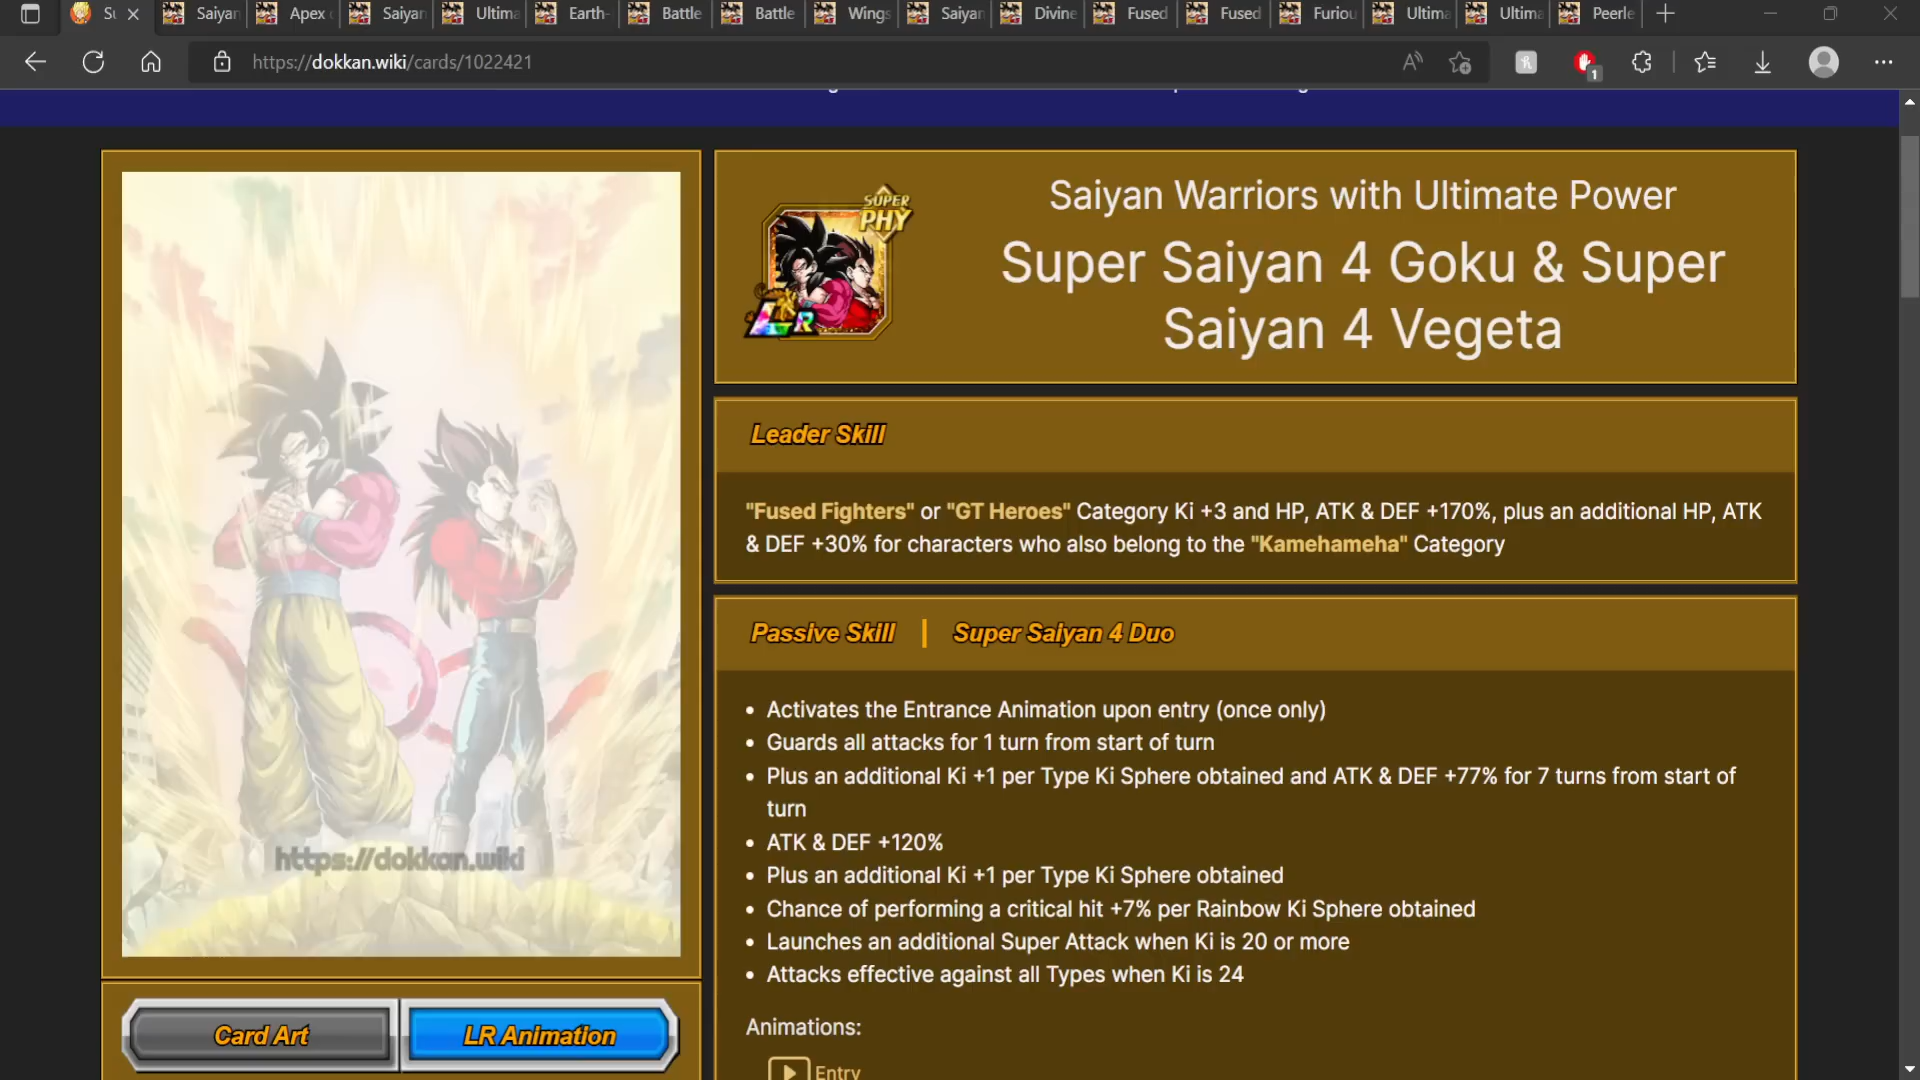 Su
Saiyan
Apex
Saiyan
Ultima
Earth-
Battle
Battle
Wings
Saiyan
Divine
Fused
Fused
Furiou
Ultima
Ultima
Peerle
https://dokkan.wiki/cards/1022421
1
SUPER
PHY
LR
Saiyan Warriors with Ultimate Power
Super Saiyan 4 Goku & Super
Saiyan 4 Vegeta
Leader Skill
"Fused Fighters" or "GT Heroes" Category Ki +3 and HP, ATK & DEF +170%, plus an additional HP, ATK
& DEF +30% for characters who also belong to the "Kamehameha" Category
Passive Skill | Super Saiyan 4 Duo
• Activates the Entrance Animation upon entry (once only)
• Guards all attacks for 1 turn from start of turn
• Plus an additional Ki +1 per Type Ki Sphere obtained and ATK & DEF +77% for 7 turns from start of
turn
• ATK & DEF +120%
• Plus an additional Ki +1 per Type Ki Sphere obtained
• Chance of performing a critical hit +7% per Rainbow Ki Sphere obtained
• Launches an additional Super Attack when Ki is 20 or more
• Attacks effective against all Types when Ki is 24
Animations:
Entry
https://dokkan.wiki
Card Art
LR Animation